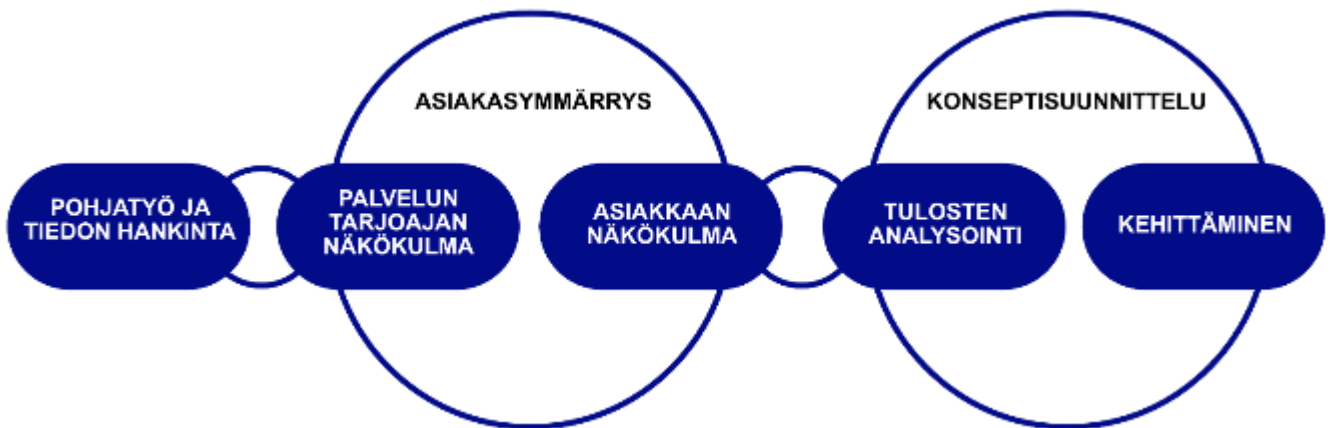 ASIAKASYMMÄRRYS
KONSEPTISUUNNITTELU
POHJATYÖ JA
TIEDON HANKINTA
PALVELUN
TARJOAJAN
NÄKÖKULMA
ASIAKKAAN
NÄKÖKULMA
TULOSTEN
ANALYSOINTI
KEHITTÄMINEN